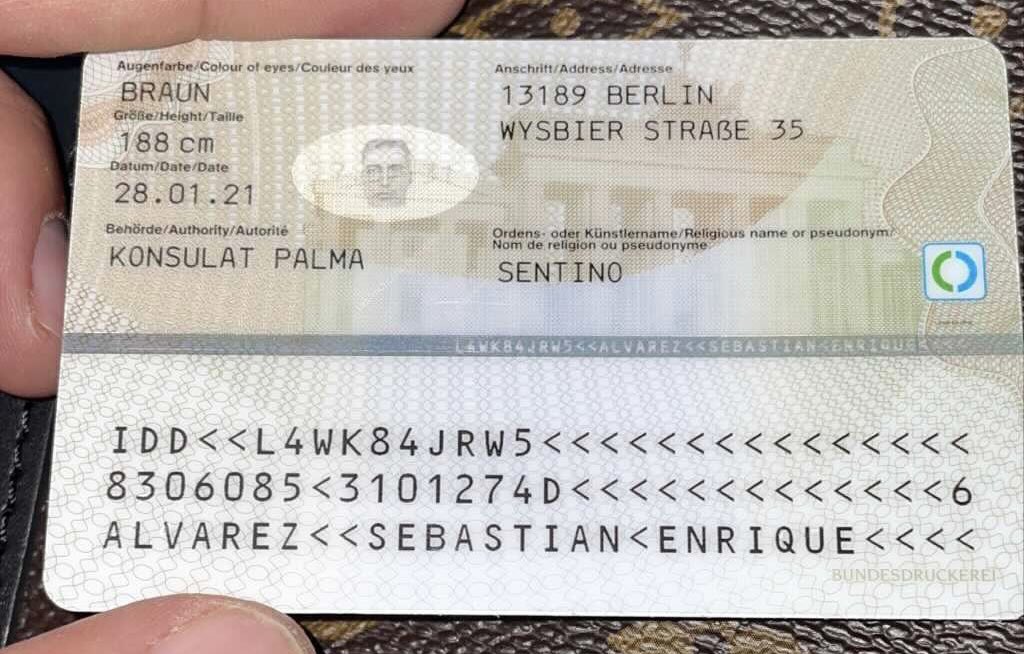 Augenfarbe/Colour of eyes/Couleur des yeux
BRAUN
Größe/Height/Taille
188 cm
Datum/Date/Date
28.01.21
Behörde/Authority/Autorité
KONSULAT PALMA
Anschrift/Address/Adresse
13189 BERLIN
WYSBIER STRAßE 35
Ordens- oder Künstlername/Religious name or pseudonym/
Nom de religion ou pseudonyme
SENTINO
L4WK84JRW5<<ALVAREZ<<SEBASTIAN<ENRIQUE<
IDD<<L4WK84JRW5<<<<<<<<<<<<<<<
8306085<3101274D<<<<<<<<<<<<<6
ALVAREZ<<SEBASTIAN<ENRIQUE<<<<
BUNDESDRUCKEREI